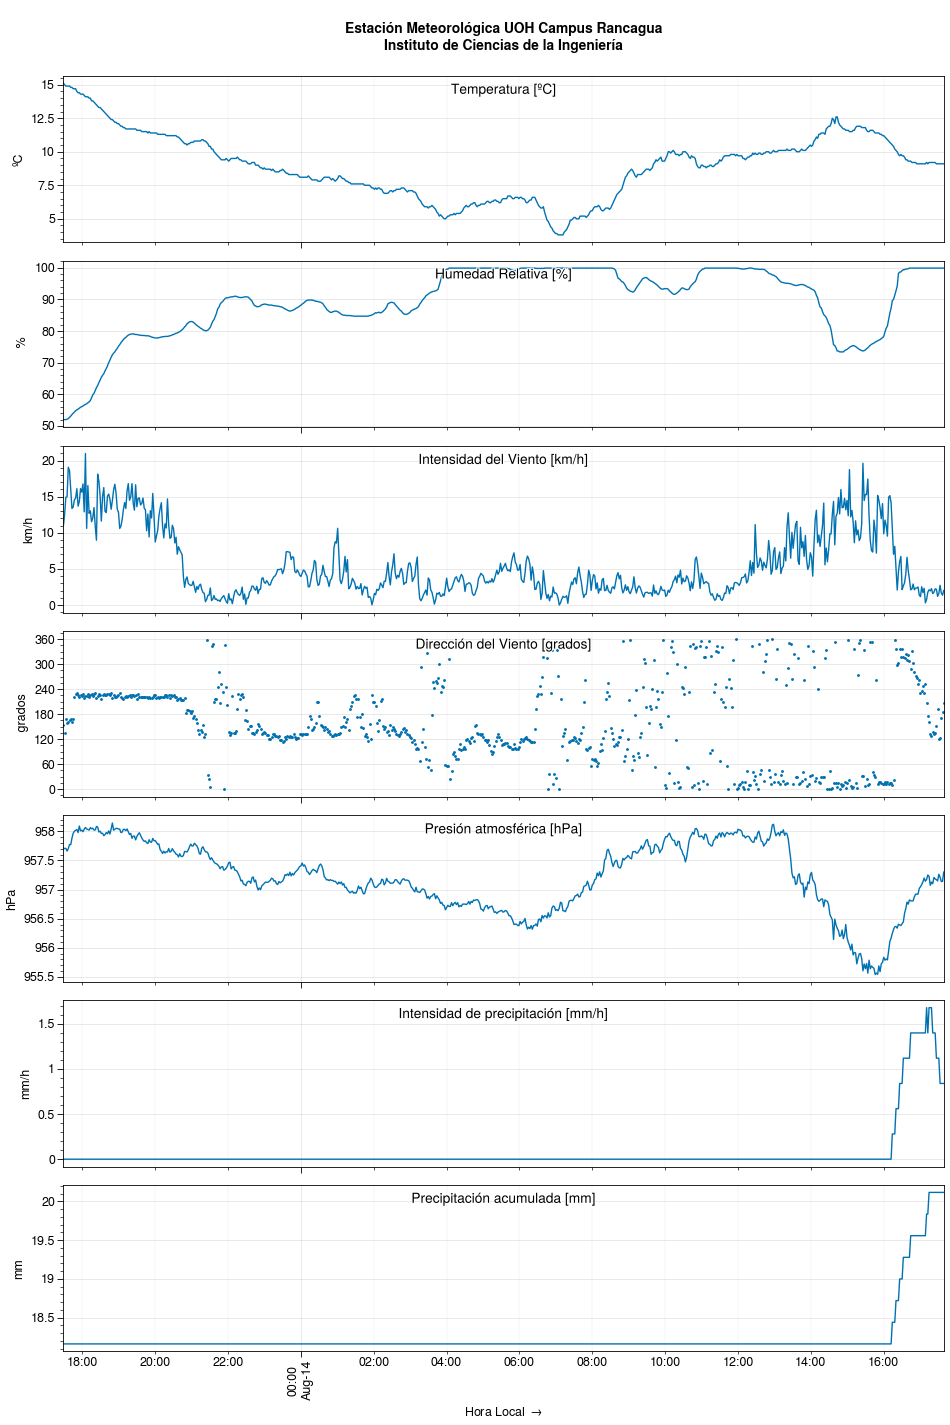 Estación Meteorológica UOH Campus Rancagua
Instituto de Ciencias de la Ingeniería
Temperatura [ºC]
ºC
15
12.5
10
7.5
5
Humedad Relativa [%]
%
100
90
80
70
60
50
Intensidad del Viento [km/h]
km/h
20
15
10
5
0
Dirección del Viento [grados]
grados
360
300
240
180
120
60
0
Presión atmosférica [hPa]
hPa
958
957.5
957
956.5
956
955.5
Intensidad de precipitación [mm/h]
mm/h
1.5
1
0.5
0
Precipitación acumulada [mm]
mm
20
19.5
19
18.5
18:00 20:00 22:00 00:00 02:00 04:00 06:00 08:00 10:00 12:00 14:00 16:00
Aug-14
Hora Local →